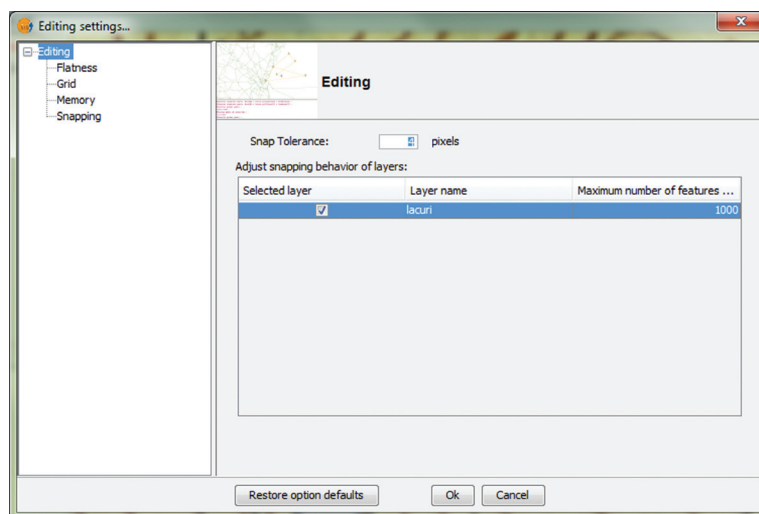 Editing settings...
Editing
Flatness
Grid
Memory
Snapping
Editing
Snap Tolerance: 4 pixels
Adjust snapping behavior of layers:
Selected layer Layer name Maximum number of features ...
lacuri 1000
Restore option defaults Ok Cancel